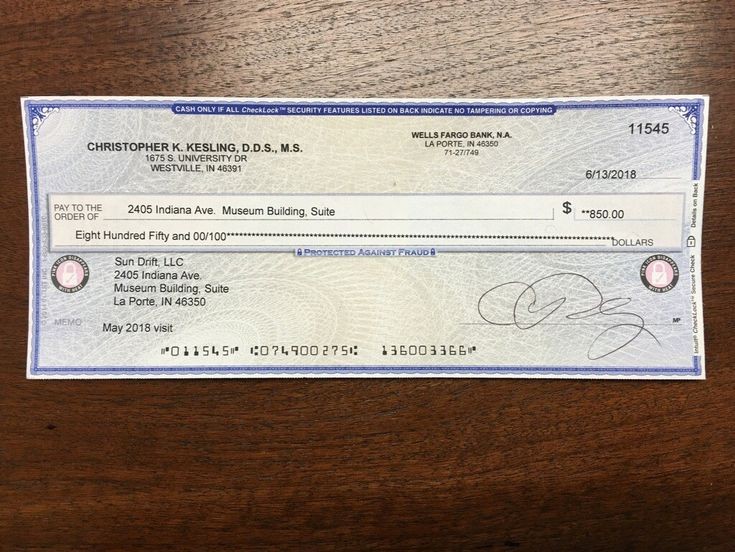 CASH ONLY IF ALL CheckLock™ SECURITY FEATURES LISTED ON BACK INDICATE NO TAMPERING OR COPYING
11545
CHRISTOPHER K. KESLING, D.D.S., M.S.
1675 S. UNIVERSITY DR
WESTVILLE, IN 46391
WELLS FARGO BANK, N.A.
LA PORTE, IN 46350
71-27/749
6/13/2018
PAY TO THE
ORDER OF
2405 Indiana Ave. Museum Building, Suite
$ **850.00
Eight Hundred Fifty and 00/100
DOLLARS
PROTECTED AGAINST FRAUD
Sun Drift, LLC
2405 Indiana Ave.
Museum Building, Suite
La Porte, IN 46350
MEMO
May 2018 visit
MP
⑈011545⑈ ⑆074900275⑆ 136003366⑈
Intuit® CheckLock™ Secure Check
Details on Back